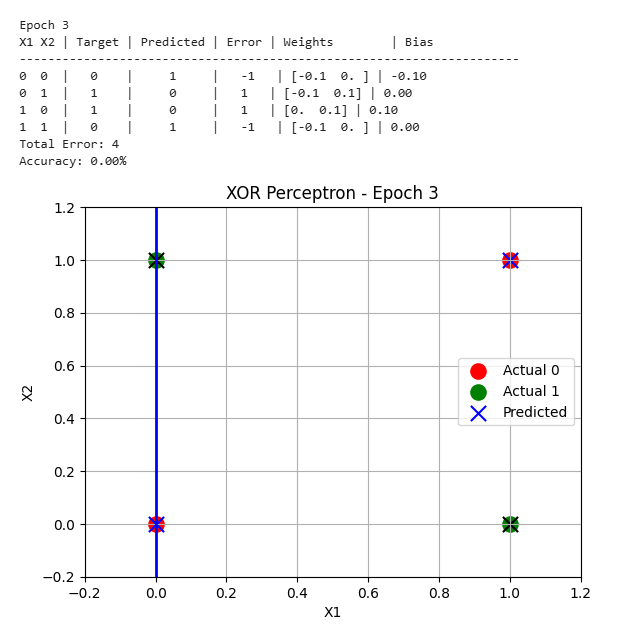 Epoch 3
X1 X2 | Target | Predicted | Error | Weights | Bias
----------------------------------------------------------------------
0 0 | 0 | 1 | -1 | [-0.1 0. ] | -0.10
0 1 | 1 | 0 | 1 | [-0.1 0.1] | 0.00
1 0 | 1 | 0 | 1 | [0. 0.1] | 0.10
1 1 | 0 | 1 | -1 | [-0.1 0. ] | 0.00
Total Error: 4
Accuracy: 0.00%
XOR Perceptron - Epoch 3
1.2
1.0
0.8
0.6
0.4
0.2
0.0
−0.2
X2
Actual 0
Actual 1
Predicted
−0.2 0.0 0.2 0.4 0.6 0.8 1.0 1.2
X1